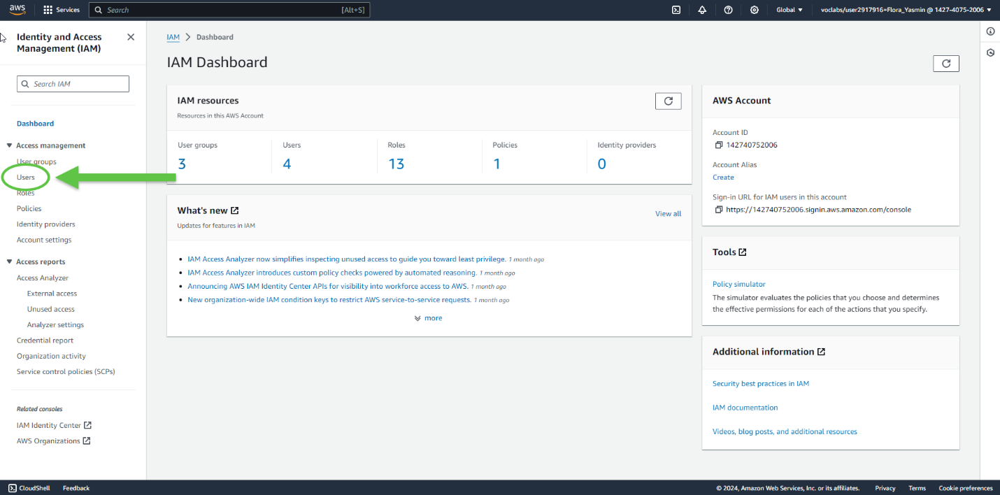 aws
Services
Search
[Alt+S]
Global
voclabs/user2917916=Flora_Yasmin @ 1427-4075-2006
Identity and Access
Management (IAM)
Search IAM
Dashboard
Access management
User groups
Users
Roles
Policies
Identity providers
Account settings
Access reports
Access Analyzer
External access
Unused access
Analyzer settings
Credential report
Organization activity
Service control policies (SCPs)
Related consoles
IAM Identity Center
AWS Organizations
IAM
Dashboard
IAM Dashboard
IAM resources
Resources in this AWS Account
User groups
3
Users
4
Roles
13
Policies
1
Identity providers
0
What's new
View all
Updates for features in IAM
IAM Access Analyzer now simplifies inspecting unused access to guide you toward least privilege. 1 month ago
IAM Access Analyzer introduces custom policy checks powered by automated reasoning. 1 month ago
Announcing AWS IAM Identity Center APIs for visibility into workforce access to AWS. 1 month ago
New organization-wide IAM condition keys to restrict AWS service-to-service requests. 1 month ago
more
AWS Account
Account ID
142740752006
Account Alias
Create
Sign-in URL for IAM users in this account
https://142740752006.signin.aws.amazon.com/console
Tools
Policy simulator
The simulator evaluates the policies that you choose and determines
the effective permissions for each of the actions that you specify.
Additional information
Security best practices in IAM
IAM documentation
Videos, blog posts, and additional resources
CloudShell
Feedback
© 2024, Amazon Web Services, Inc. or its affiliates.
Privacy
Terms
Cookie preferences